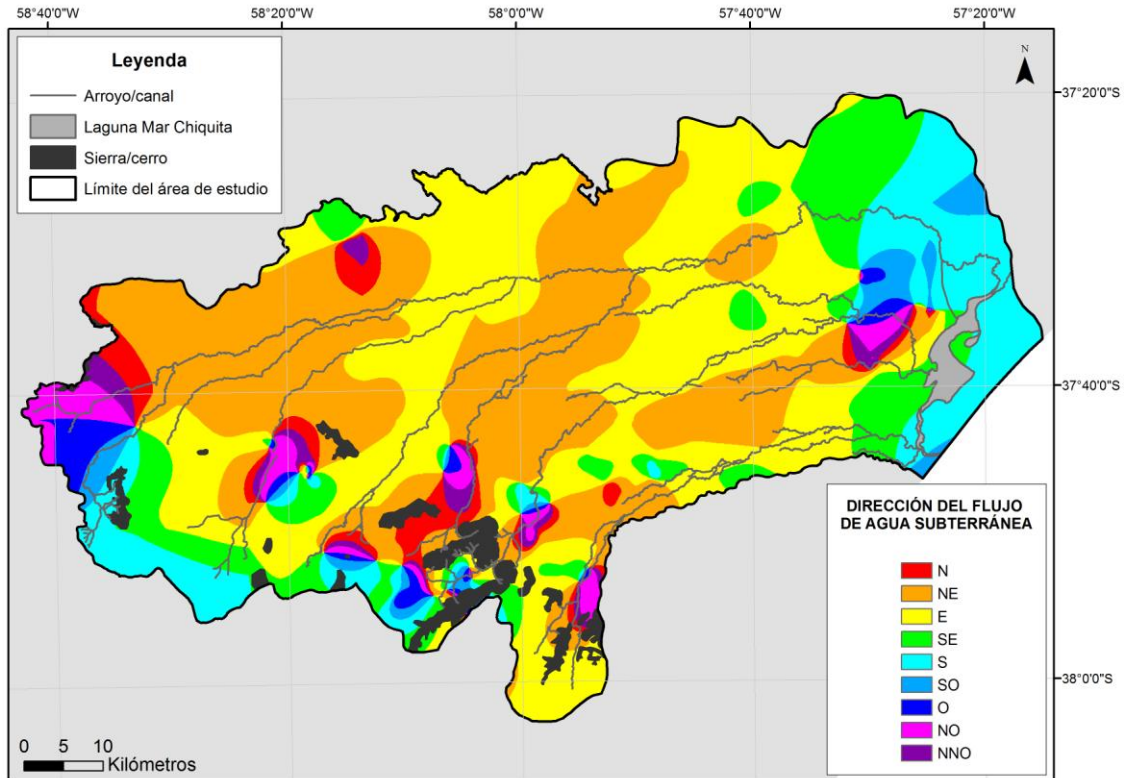 58°40'0"O 58°20'0"O 58°0'0"O 57°40'0"O 57°20'0"O
Leyenda
Arroyo/canal
Laguna Mar Chiquita
Sierra/cerro
Límite del área de estudio
N
37°20'0"S
37°40'0"S
38°0'0"S
DIRECCIÓN DEL FLUJO
DE AGUA SUBTERRÁNEA
N
NE
E
SE
S
SO
O
NO
NNO
0 5 10
Kilómetros